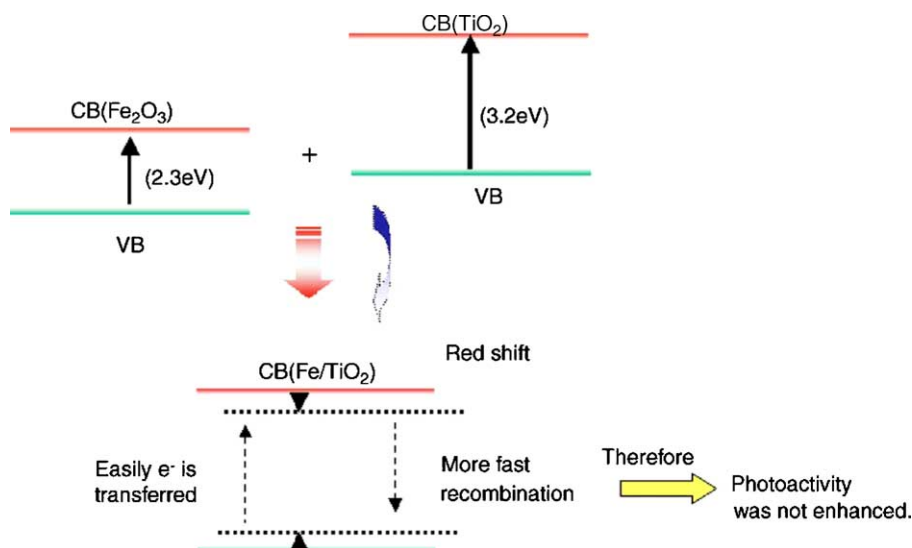 CB(TiO₂)
CB(Fe₂O₃)
(3.2eV)
+
(2.3eV)
VB
VB
Red shift
CB(Fe/TiO₂)
Easily e⁻ is
transferred
More fast
recombination
Therefore
Photoactivity
was not enhanced.